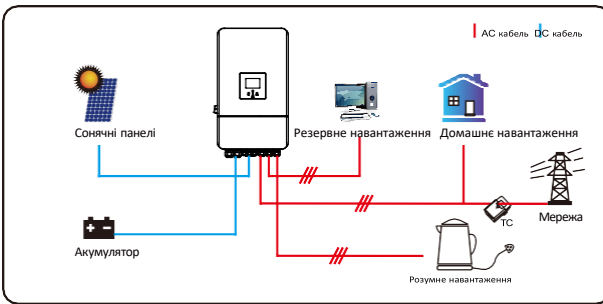 АС кабель DC кабель
Сонячні панелі
Резервне навантаження
Домашнє навантаження
ТС
Мережа
Акумулятор
Розумне навантаження